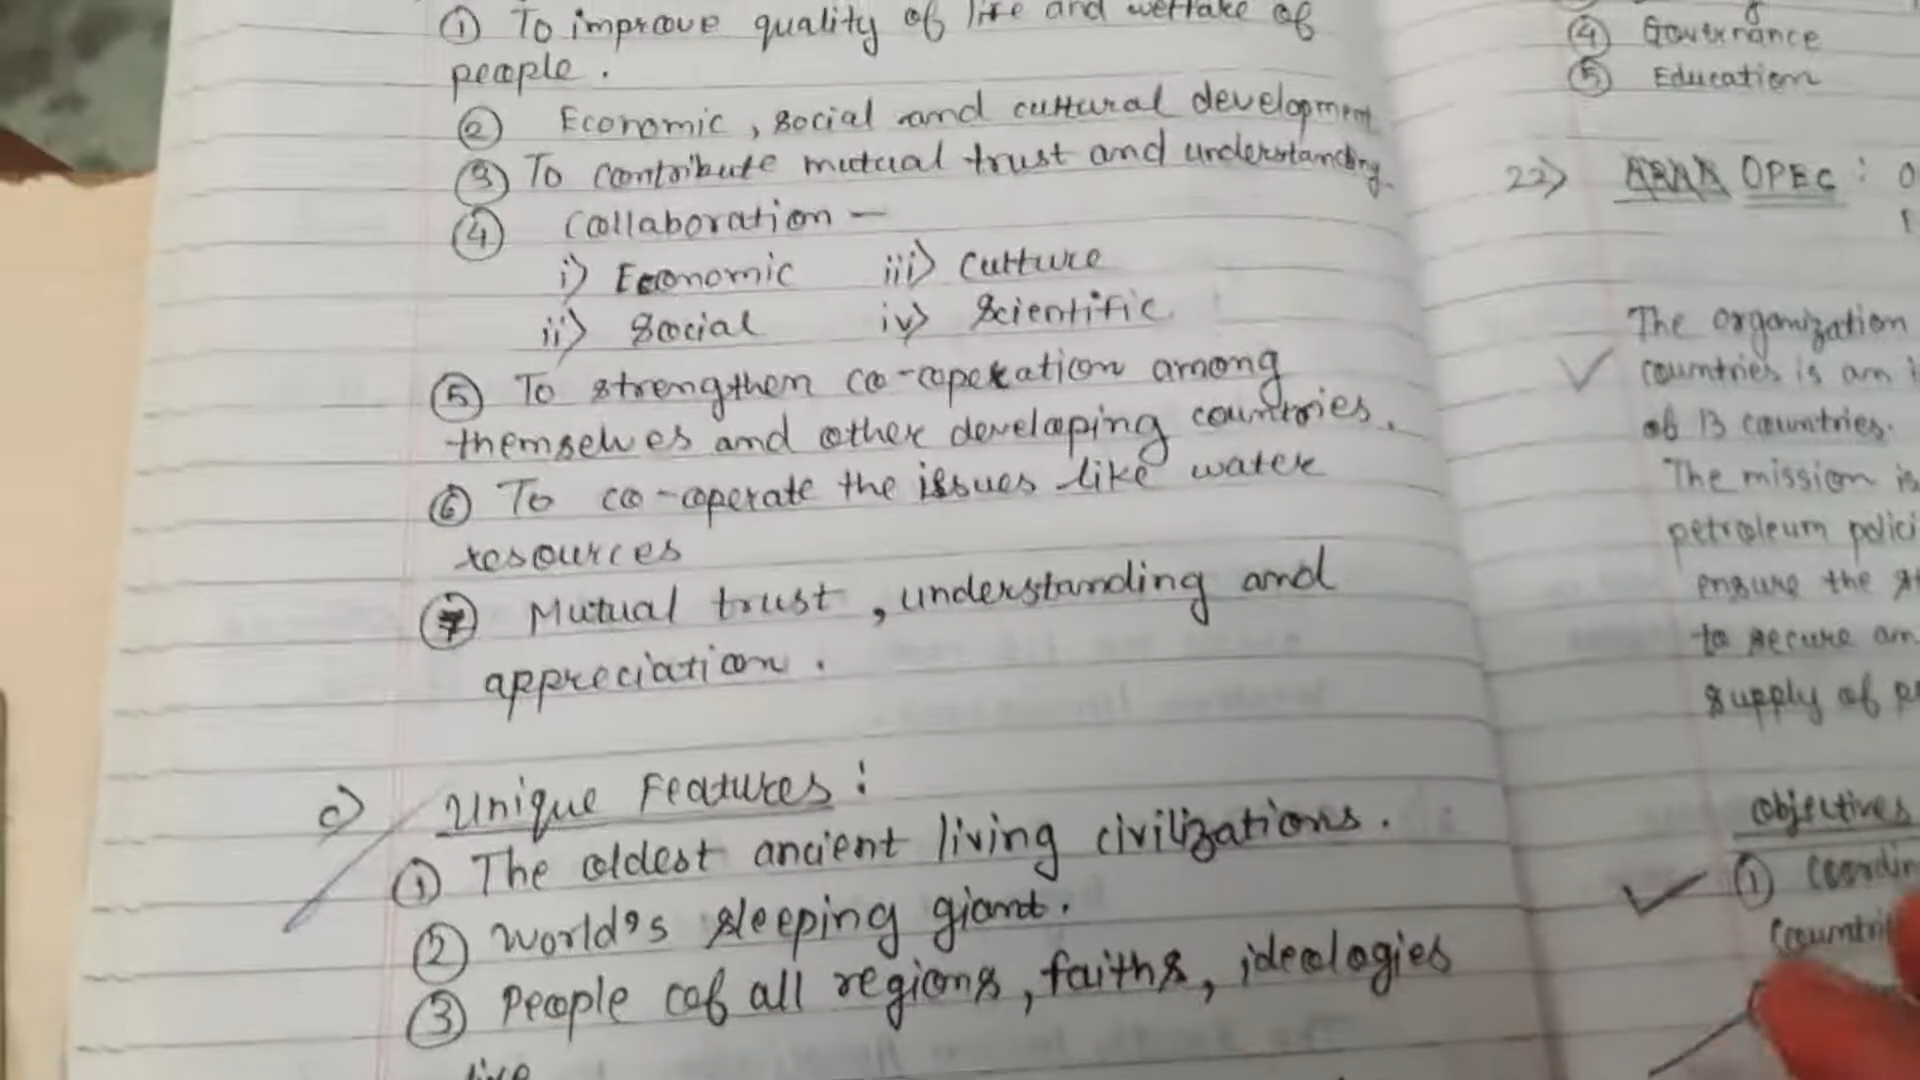 ① To improve quality of life and welfare of
people.
② Economic, social and cultural development
③ To contribute mutual trust and understanding.
④ Collaboration –
i) Economic iii) Culture
ii) Social iv) Scientific
⑤ To strengthen co-operation among
themselves and other developing countries.
⑥ To co-operate the issues like water
resources
⑦ Mutual trust, understanding and
appreciation.
c) Unique Features:
① The oldest ancient living civilizations.
② World's sleeping giant.
③ People of all regions, faiths, ideologies
live
④ Governance
⑤ Education
22) OPEC :
The organization
countries is an
of 13 countries.
The mission is
petroleum
ensure the
to secure
supply of
Objectives
①